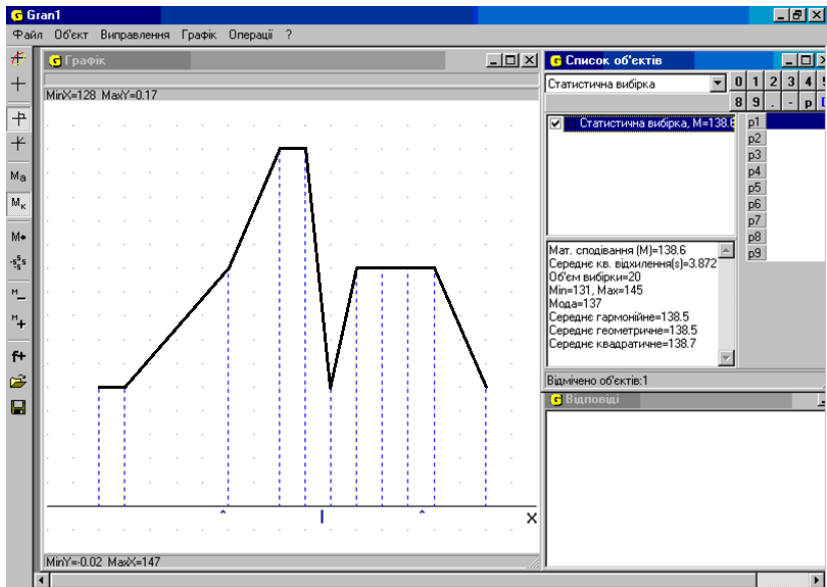 Gran1
Файл Об'єкт Виправлення Графік Операції ?
Графік
MinX=128 MaxY=0.17
X
MinY=-0.02 MaxX=147
Mа
Mк
M
-s s s s
M
M +
f+
Список об'єктів
Статистична вибірка
0 1 2 3 4
8 9 . - p
Статистична вибірка, M=138.6
p1
p2
p3
p4
p5
p6
p7
p8
p9
Мат. сподівання (M)=138.6
Середнє кв. відхилення(s)=3.872
Об'єм вибірки=20
Min=131, Max=145
Мода=137
Середнє гармонійне=138.5
Середнє геометричне=138.5
Середнє квадратичне=138.7
Відмічено об'єктів:1
Відповіді